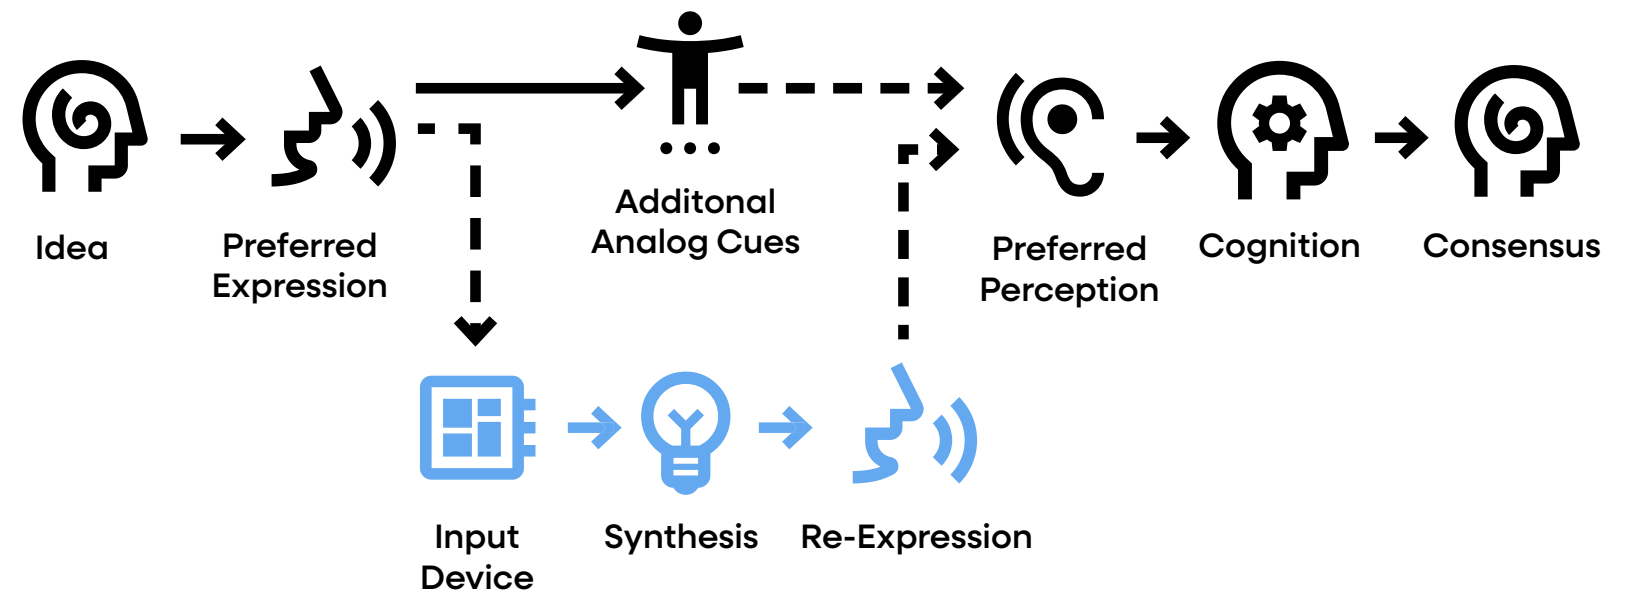 Idea
Preferred
Expression
Additonal
Analog Cues
Preferred
Perception
Cognition
Consensus
Input
Device
Synthesis
Re-Expression